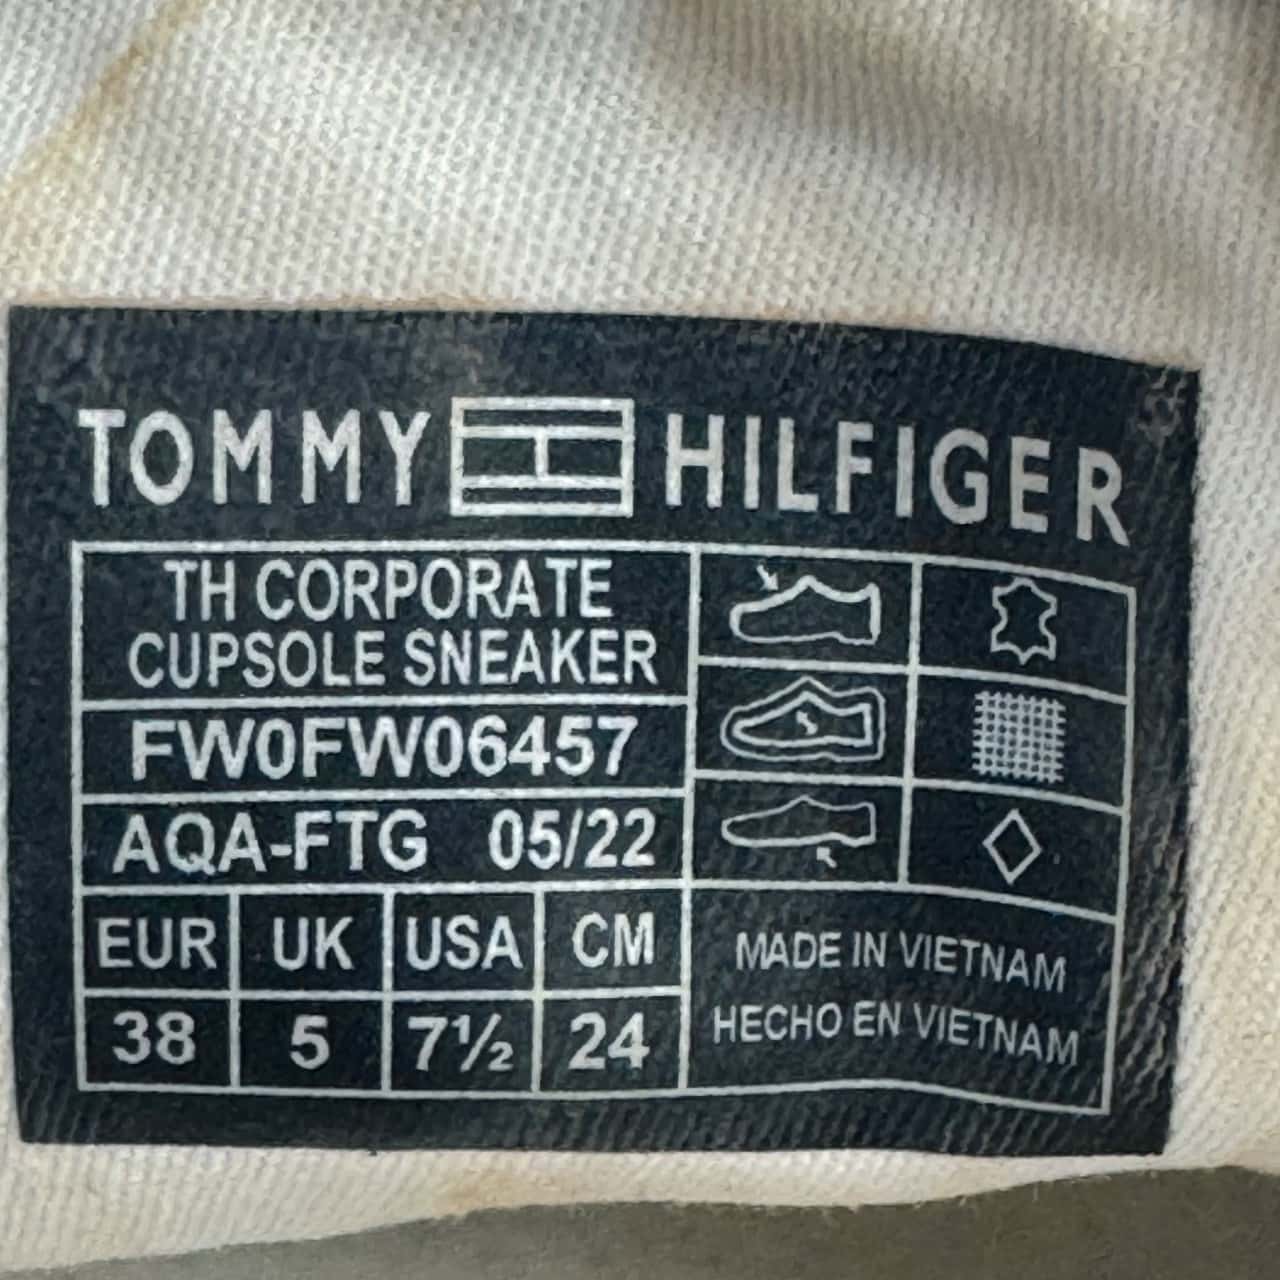 TOMMY HILFIGER
TH CORPORATE
CUPSOLE SNEAKER
FW0FW06457
AQA-FTG 05/22
EUR UK USA CM
38 5 7½ 24
MADE IN VIETNAM
HECHO EN VIETNAM